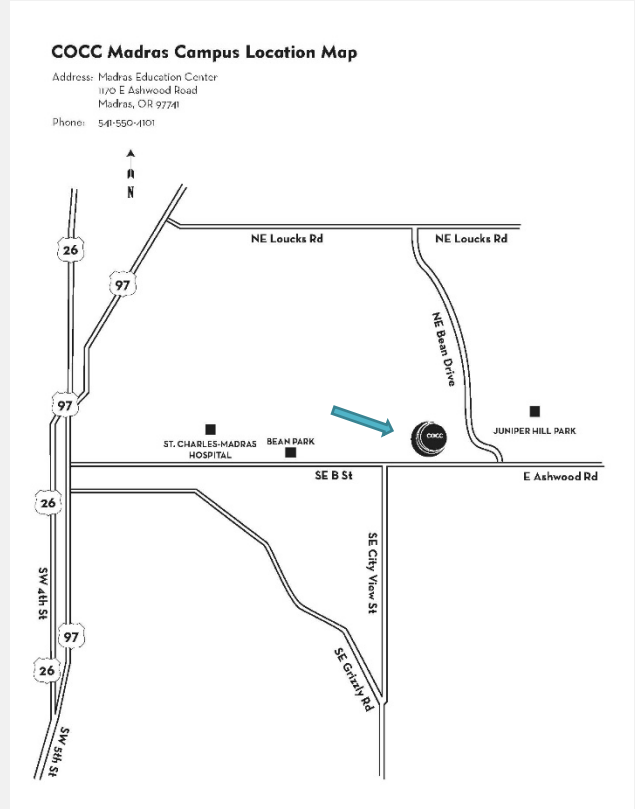 COCC Madras Campus Location Map
Address: Madras Education Center
1170 E Ashwood Road
Madras, OR 97741
Phone: 541-550-4101
N
26
97
NE Loucks Rd
NE Loucks Rd
NE Bean Drive
97
ST. CHARLES-MADRAS
HOSPITAL
BEAN PARK
COCC
JUNIPER HILL PARK
SE B St
E Ashwood Rd
26
SW 4th St
SE City View St
97
26
SE Grizzly Rd
SW 5th St